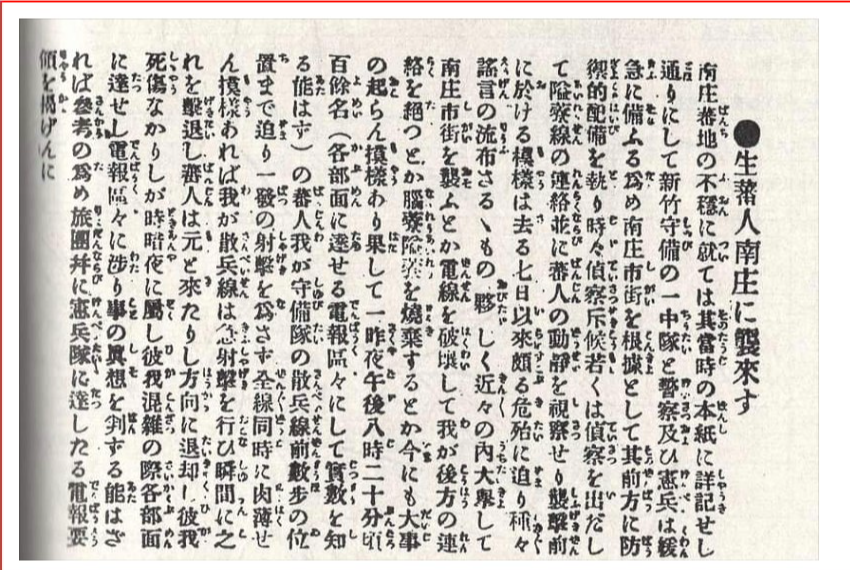 ●生蕃人南庄に襲來す
南庄蕃地の不穩に就ては其當時の本紙に詳記せし
通りにして新竹守備の一中隊と警察及び憲兵は緩
急に備ふる爲め南庄市街を根據として其前方に防
禦的配備を執り時々偵察斥候若くは偵察を出だし
て隘寮線の連絡並に蕃人の動靜を視察せり襲擊前
に於ける模樣は去る七日以來頗る危殆に迫り種々
謠言の流布さるゝもの夥しく近々の內大擧して
南庄市街を襲ふとか電線を破壞して我が後方の連
絡を絕つとか腦寮隘寮を燒棄するとか今にも大事
の起らん摸樣あり果して一昨夜午後八時二十分頃
百餘名(各部面に達せる電報區々にして實數を知
る能はず)の蕃人我が守備隊の散兵線前數步の位
置まで迫り一發の射擊を爲さず全線同時に肉薄せ
ん摸樣あれば我が散兵線は急射擊を行ひ瞬間に之
れを擊退し蕃人は元と來たりし方向に退却し彼我
死傷なかりしが時暗夜に屬し彼我混雜の際各部面
に達せし電報區々に涉り事の眞想を判する能はざ
れば參考の爲め旅團幷に憲兵隊に達したる電報要
領を揭げんに